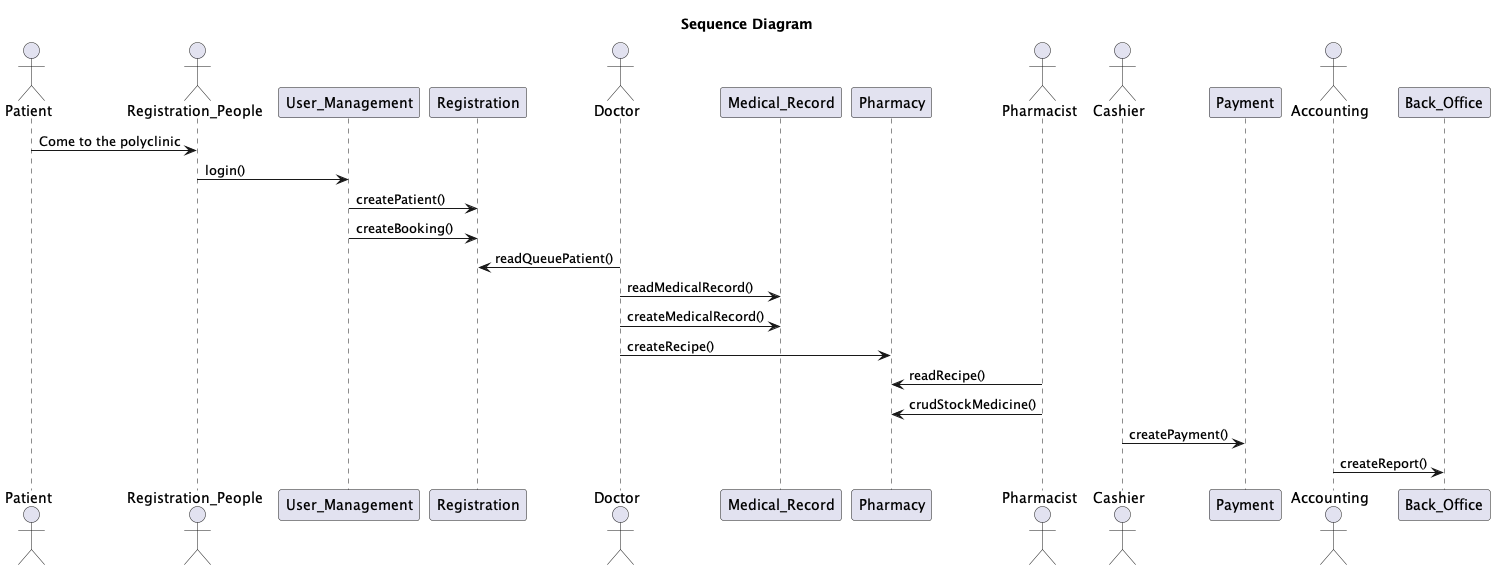 Sequence Diagram
Patient
Registration_People
User_Management
Registration
Doctor
Medical_Record
Pharmacy
Pharmacist
Cashier
Payment
Accounting
Back_Office
Come to the polyclinic
login()
createPatient()
createBooking()
readQueuePatient()
readMedicalRecord()
createMedicalRecord()
createRecipe()
readRecipe()
crudStockMedicine()
createPayment()
createReport()
Patient
Registration_People
User_Management
Registration
Doctor
Medical_Record
Pharmacy
Pharmacist
Cashier
Payment
Accounting
Back_Office